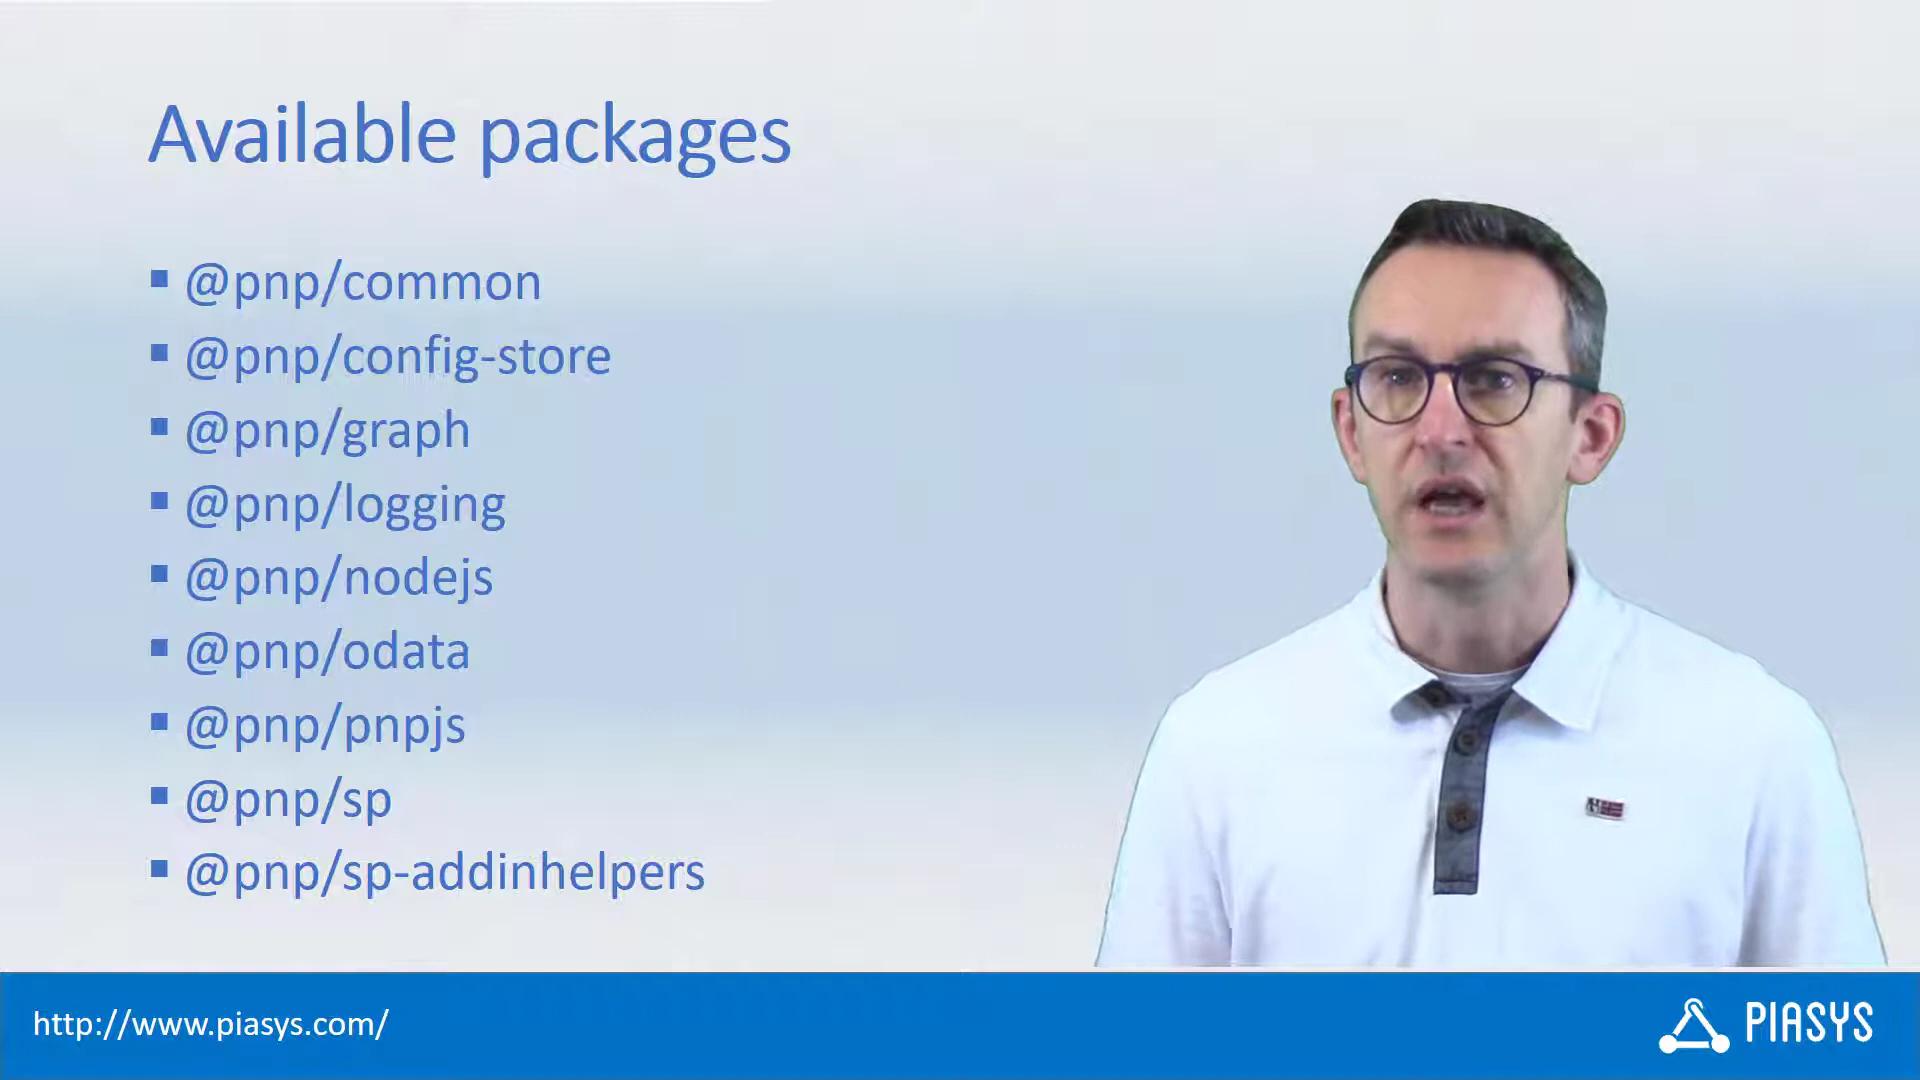 Available packages
@pnp/common
@pnp/config-store
@pnp/graph
@pnp/logging
@pnp/nodejs
@pnp/odata
@pnp/pnpjs
@pnp/sp
@pnp/sp-addinhelpers
http://www.piasys.com/
PIASYS